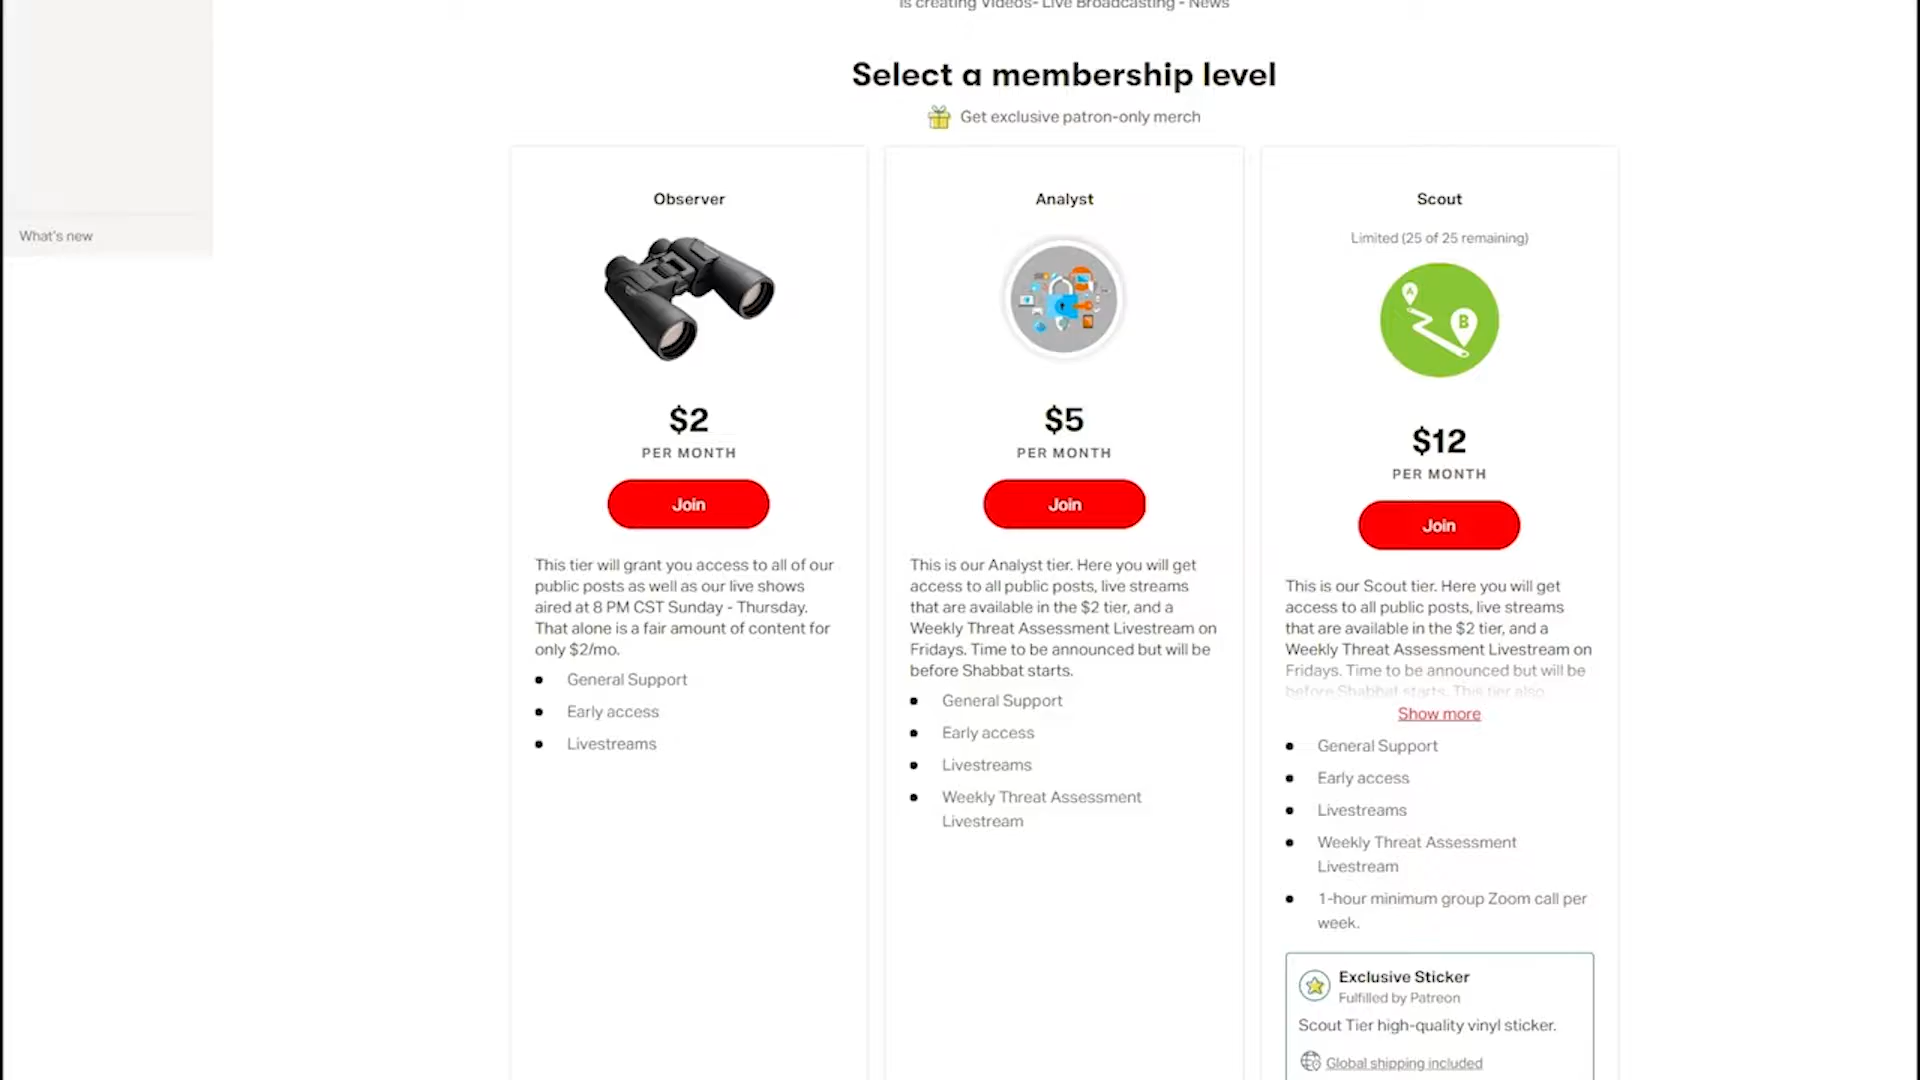 is creating Videos- Live Broadcasting - News
Select a membership level
Get exclusive patron-only merch
What's new
Observer
$2
PER MONTH
Join
This tier will grant you access to all of our
public posts as well as our live shows
aired at 8 PM CST Sunday - Thursday.
That alone is a fair amount of content for
only $2/mo.
General Support
Early access
Livestreams
Analyst
$5
PER MONTH
Join
This is our Analyst tier. Here you will get
access to all public posts, live streams
that are available in the $2 tier, and a
Weekly Threat Assessment Livestream on
Fridays. Time to be announced but will be
before Shabbat starts.
General Support
Early access
Livestreams
Weekly Threat Assessment
Livestream
Scout
Limited (25 of 25 remaining)
A
B
$12
PER MONTH
Join
This is our Scout tier. Here you will get
access to all public posts, live streams
that are available in the $2 tier, and a
Weekly Threat Assessment Livestream on
Fridays. Time to be announced but will be
before Shabbat starts. This tier also
Show more
General Support
Early access
Livestreams
Weekly Threat Assessment
Livestream
1-hour minimum group Zoom call per
week.
Exclusive Sticker
Fulfilled by Patreon
Scout Tier high-quality vinyl sticker.
Global shipping included